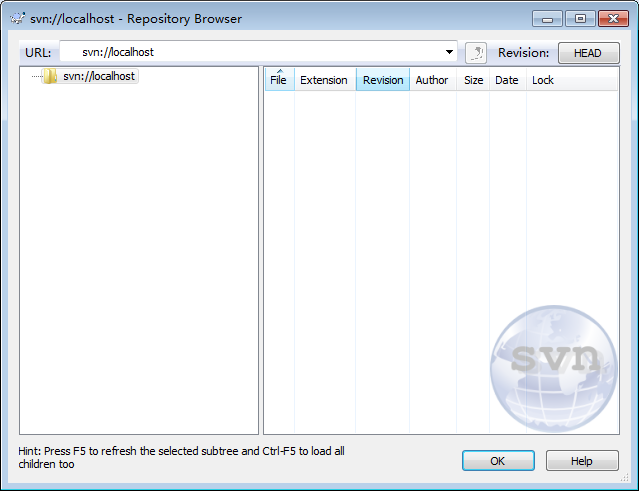 svn://localhost - Repository Browser
URL: svn://localhost Revision: HEAD
svn://localhost
File Extension Revision Author Size Date Lock
svn
Hint: Press F5 to refresh the selected subtree and Ctrl-F5 to load all
children too
OK Help